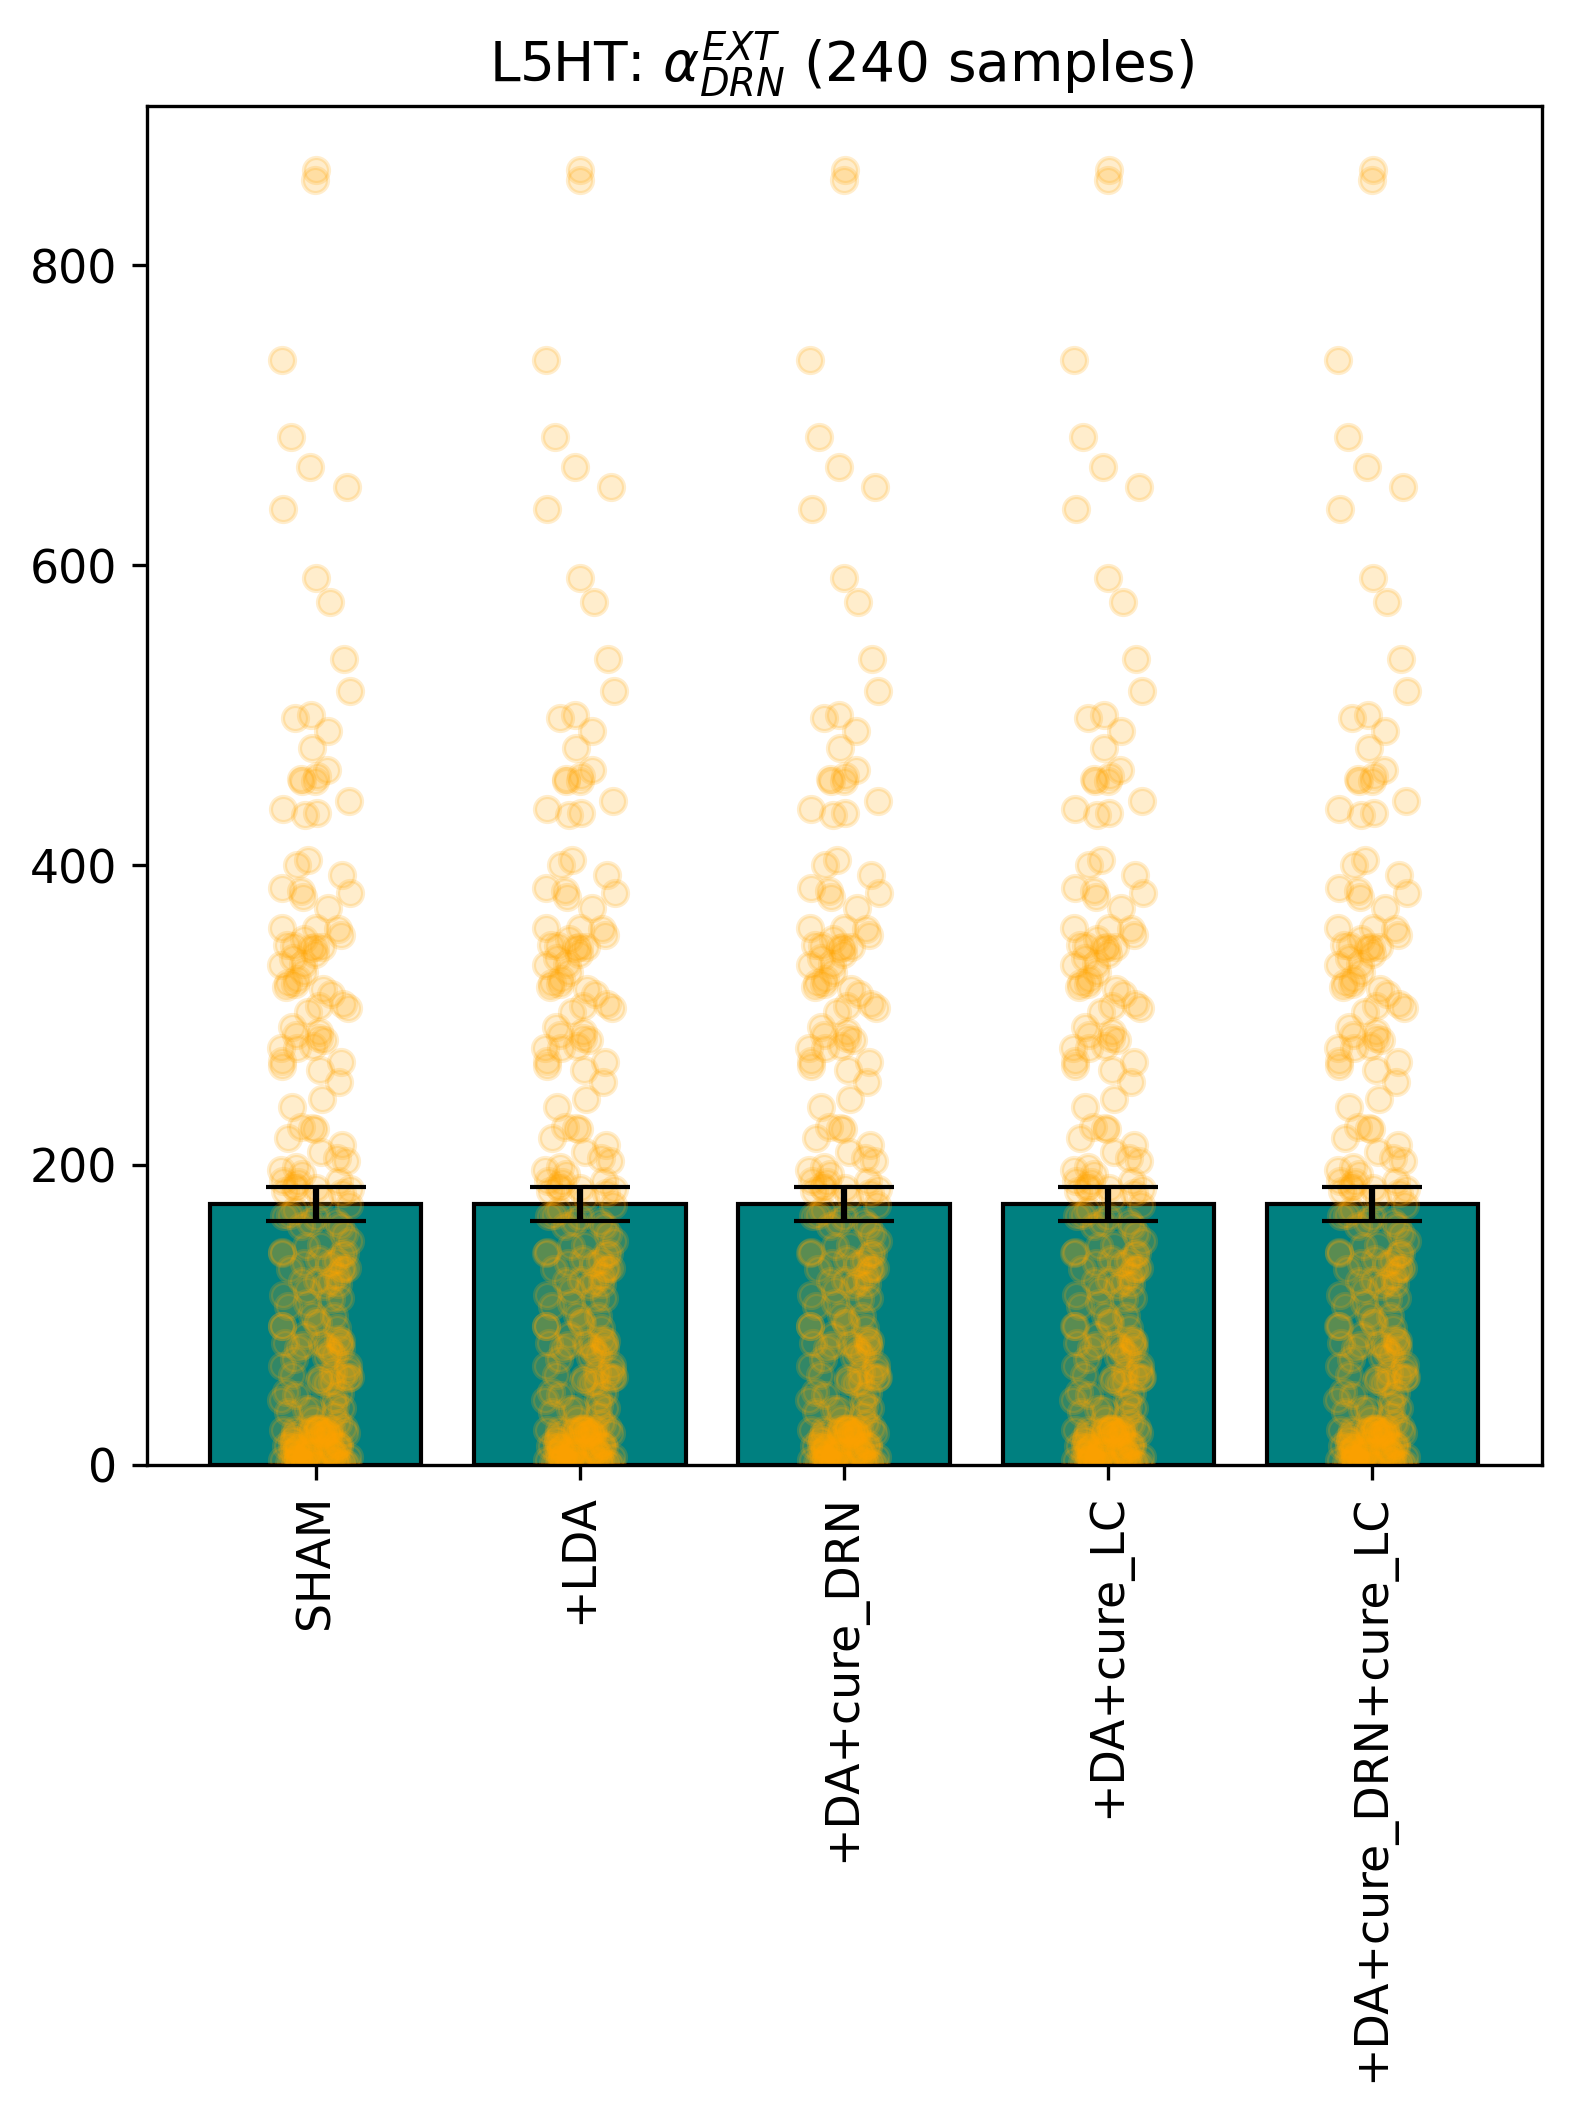 L5HT: $\alpha_{DRN}^{EXT}$ (240 samples)
800
600
400
200
0
SHAM
+LDA
+DA+cure_DRN
+DA+cure_LC
+DA+cure_DRN+cure_LC